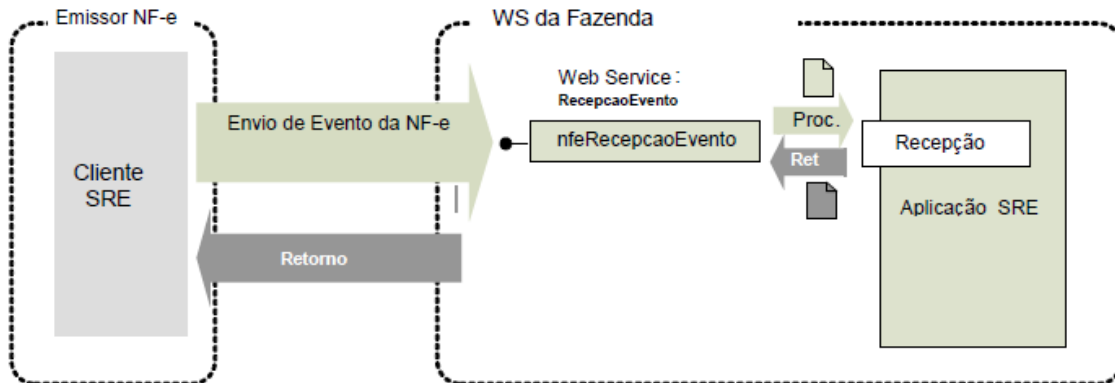 Emissor NF-e
WS da Fazenda
Web Service:
RecepcaoEvento
Envio de Evento da NF-e
nfeRecepcaoEvento
Proc.
Ret
Recepção
Cliente
SRE
Aplicação SRE
Retorno